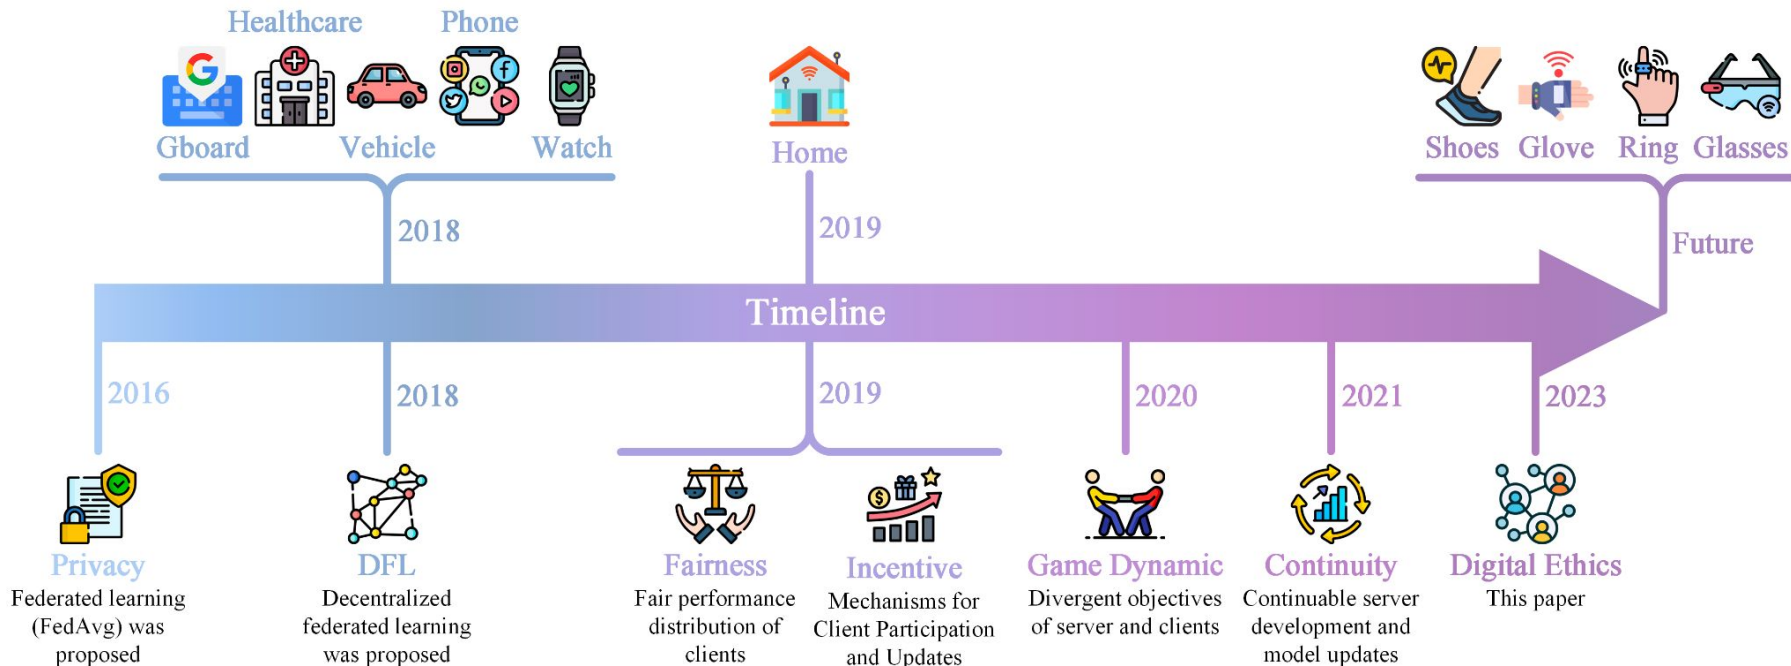 Healthcare
Phone
G
Gboard
Vehicle
Watch
Home
Shoes
Glove
Ring
Glasses
2018
2019
Future
Timeline
2016
2018
2019
2020
2021
2023
Privacy
Federated learning
(FedAvg) was
proposed
DFL
Decentralized
federated learning
was proposed
Fairness
Fair performance
distribution of
clients
Incentive
Mechanisms for
Client Participation
and Updates
Game Dynamic
Divergent objectives
of server and clients
Continuity
Continuable server
development and
model updates
Digital Ethics
This paper